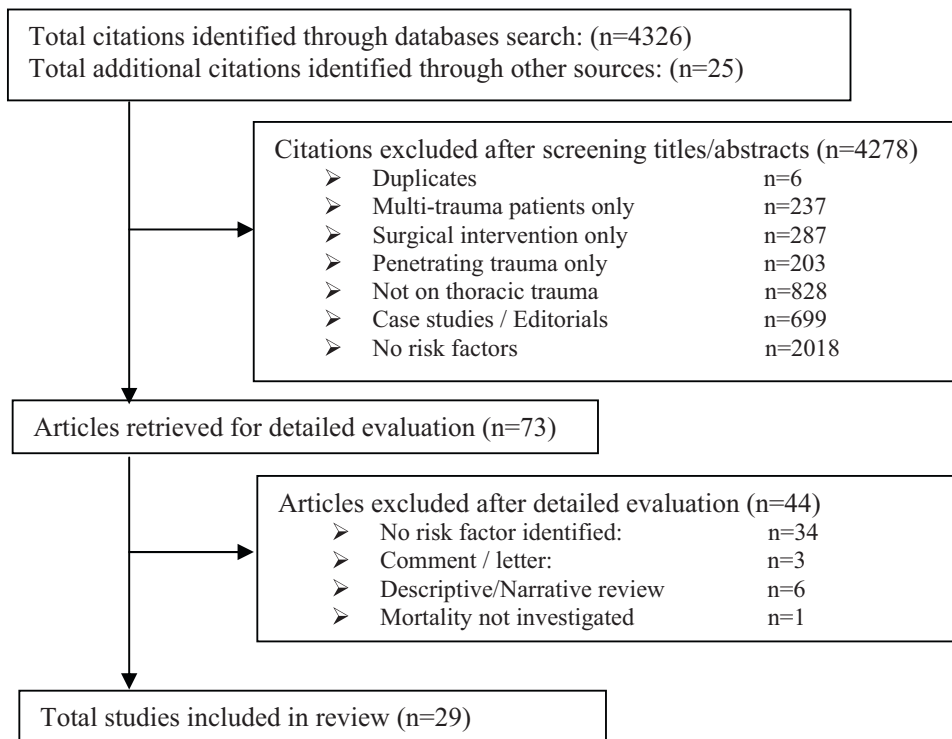 Total citations identified through databases search: (n=4326)
Total additional citations identified through other sources: (n=25)
Citations excluded after screening titles/abstracts (n=4278)
➢ Duplicates n=6
➢ Multi-trauma patients only n=237
➢ Surgical intervention only n=287
➢ Penetrating trauma only n=203
➢ Not on thoracic trauma n=828
➢ Case studies / Editorials n=699
➢ No risk factors n=2018
Articles retrieved for detailed evaluation (n=73)
Articles excluded after detailed evaluation (n=44)
➢ No risk factor identified: n=34
➢ Comment / letter: n=3
➢ Descriptive/Narrative review n=6
➢ Mortality not investigated n=1
Total studies included in review (n=29)